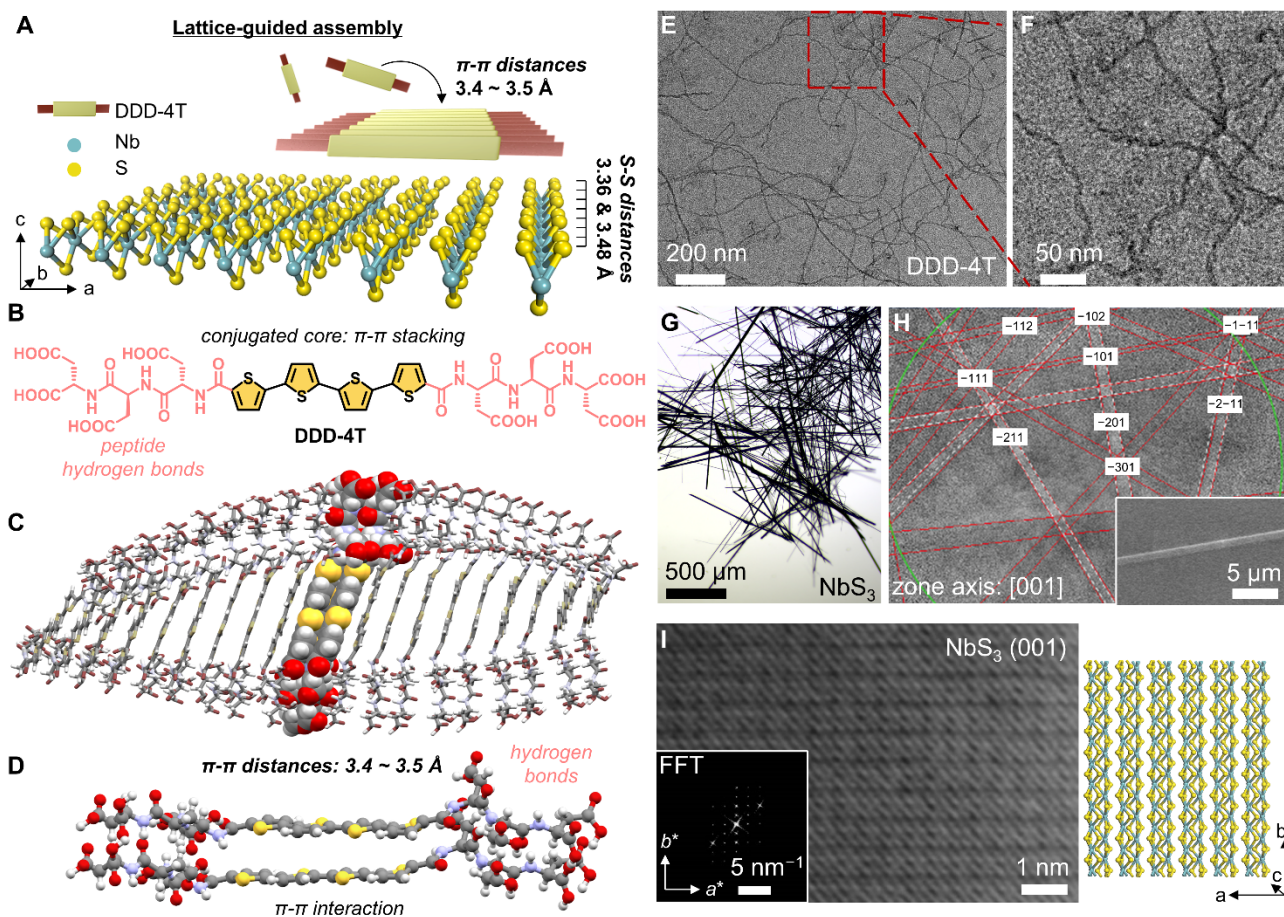 A
Lattice-guided assembly
π-π distances
3.4 ~ 3.5 Å
DDD-4T
Nb
S
S-S distances
3.36 & 3.48 Å
c
b
a
B
conjugated core: π-π stacking
HOOC
HOOC
HOOC
HOOC
O
O
O
H
N
N
H
N
H
O
S
S
S
S
O
H
N
O
N
H
O
H
N
COOH
COOH
COOH
COOH
COOH
peptide
hydrogen bonds
DDD-4T
C
D
π-π distances: 3.4 ~ 3.5 Å
hydrogen
bonds
π-π interaction
E
200 nm
DDD-4T
F
50 nm
G
500 μm
NbS3
H
−112
−102
−1−11
−101
−111
−2−11
−201
−211
−301
zone axis: [001]
5 μm
I
NbS3 (001)
FFT
b*
a*
5 nm−1
1 nm
b
c
a